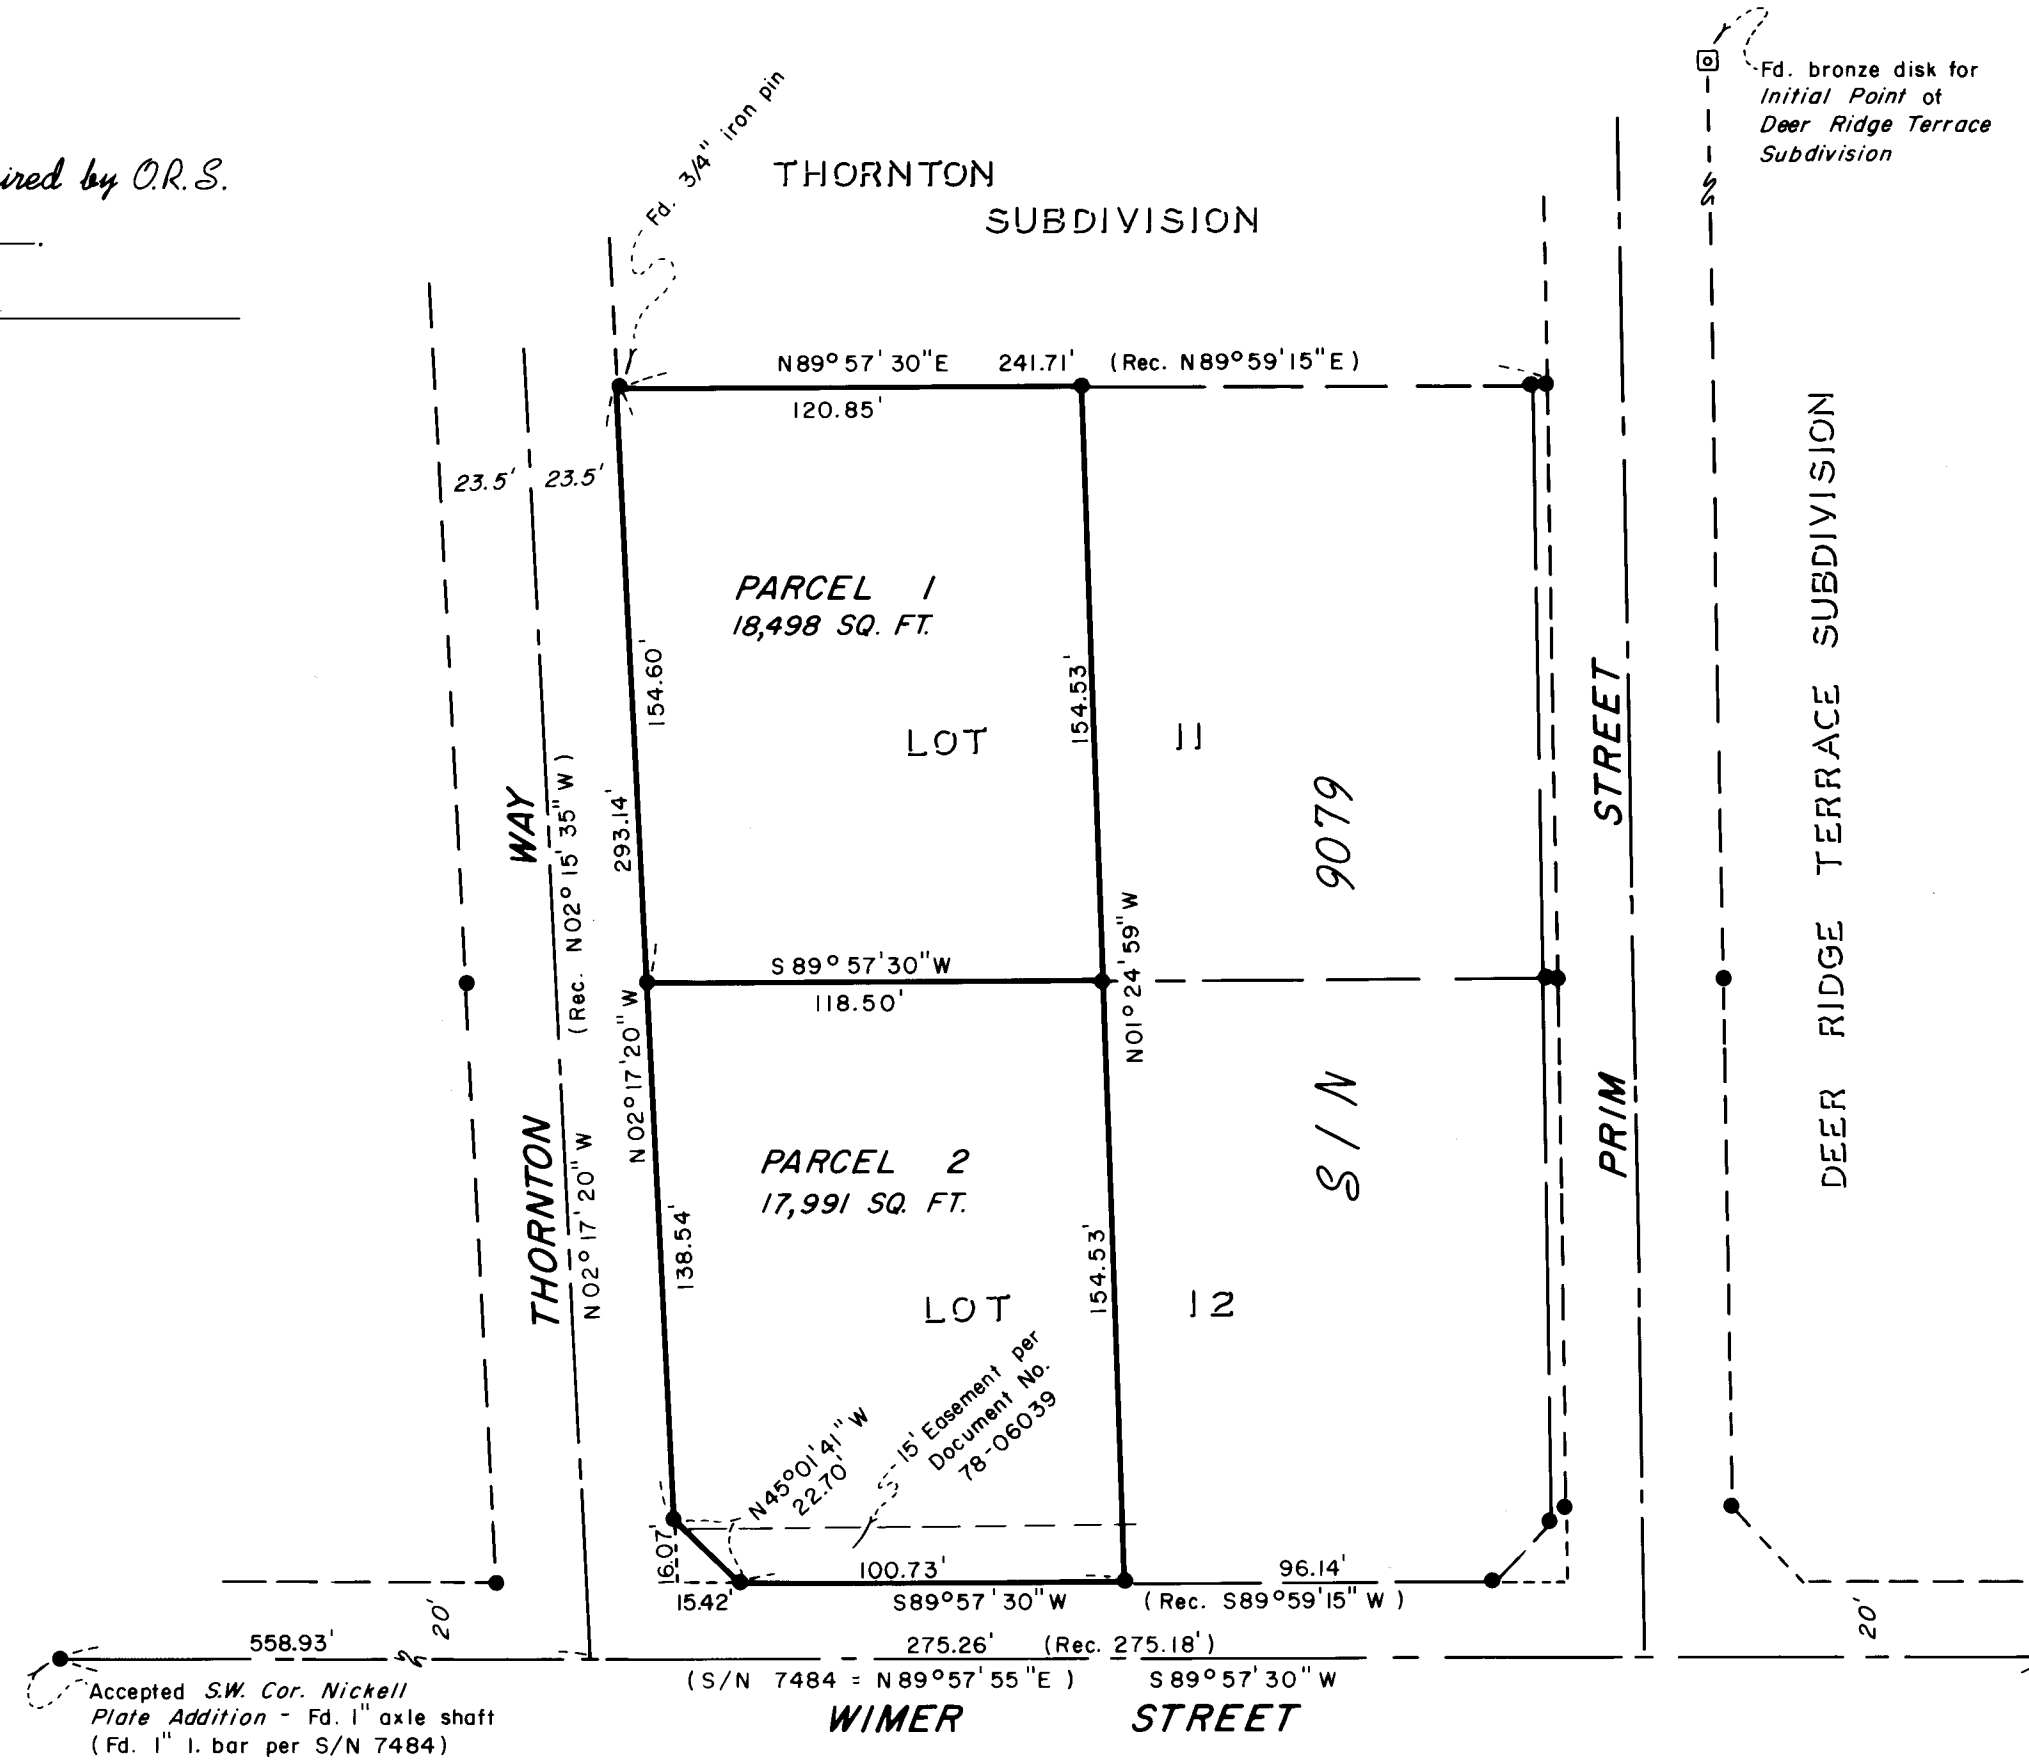 ired by O.R.S.
Fd. 3/4" iron pin
THORNTON
SUBDIVISION
Fd. bronze disk for
Initial Point of
Deer Ridge Terrace
Subdivision
N89°57'30"E 241.71' (Rec. N89°59'15"E)
120.85'
23.5' 23.5'
PARCEL 1
18,498 SQ. FT.
154.60'
154.53'
LOT 11
293.14'
THORNTON WAY
N02°17'20"W (Rec. N02°15'35"W)
S/N 9079
PRIM STREET
DEER RIDGE TERRACE SUBDIVISION
S89°57'30"W
118.50'
N02°17'20"W
N01°24'59"W
PARCEL 2
17,991 SQ. FT.
138.54'
154.53'
LOT 12
15' Easement per
Document No.
78-06039
N45°01'41"W
22.70'
16.07'
100.73'
96.14'
15.42'
S89°57'30"W (Rec. S89°59'15"W)
20'
20'
558.93'
275.26' (Rec. 275.18')
(S/N 7484 = N89°57'55"E) S89°57'30"W
WIMER STREET
Accepted S.W. Cor. Nickell
Plate Addition - Fd. 1" axle shaft
(Fd. 1" I. bar per S/N 7484)